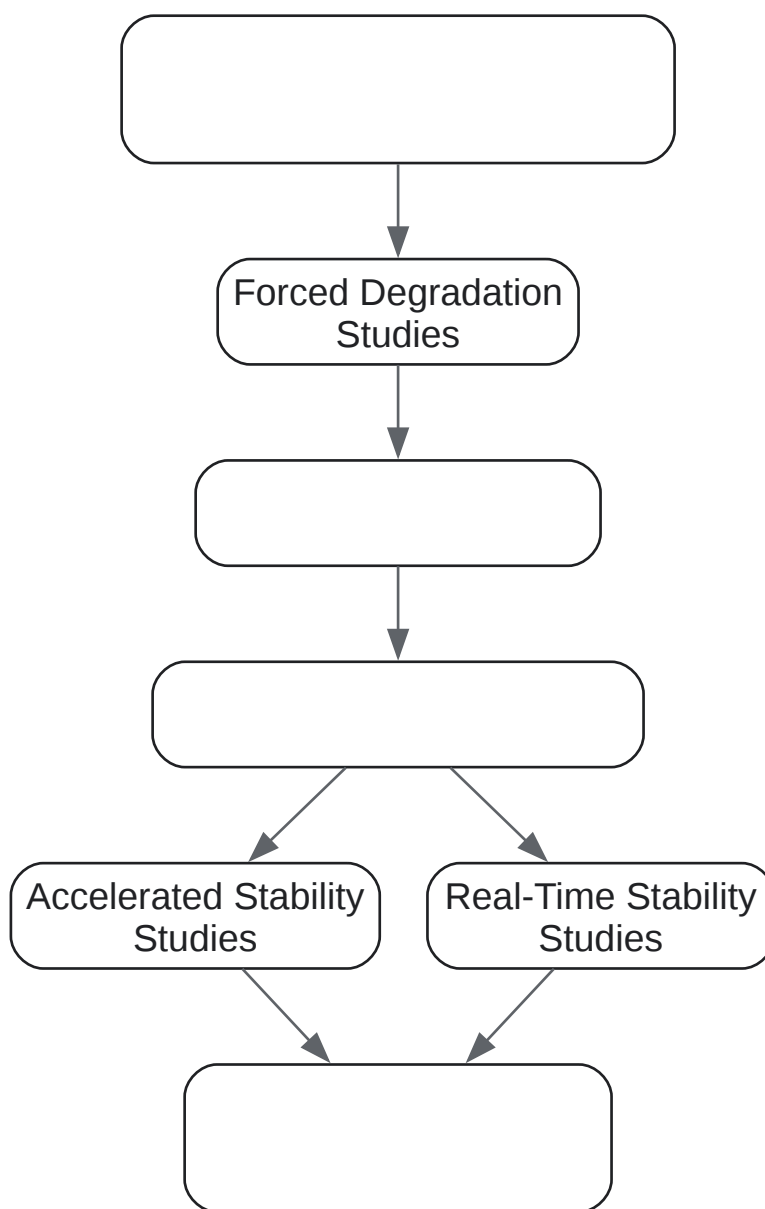 Forced Degradation
Studies
Accelerated Stability
Studies
Real-Time Stability
Studies